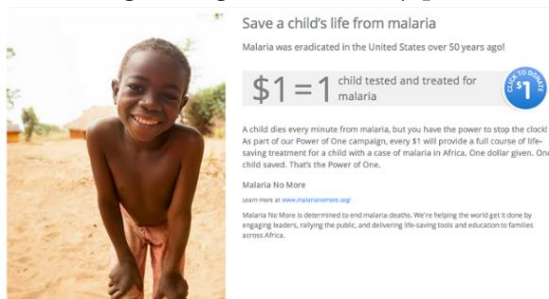 Save a child's life from malaria
Malaria was eradicated in the United States over 50 years ago!
$1 = 1 child tested and treated for
malaria
CLICK TO DONATE
$1
A child dies every minute from malaria, but you have the power to stop the clock!
As part of our Power of One campaign, every $1 will provide a full course of life-
saving treatment for a child with a case of malaria in Africa. One dollar given. One
child saved. That's the Power of One.
Malaria No More
Learn more at www.malarianomore.org/
Malaria No More is determined to end malaria deaths. We're helping the world get it done by
engaging leaders, rallying the public, and delivering life-saving tools and education to families
across Africa.